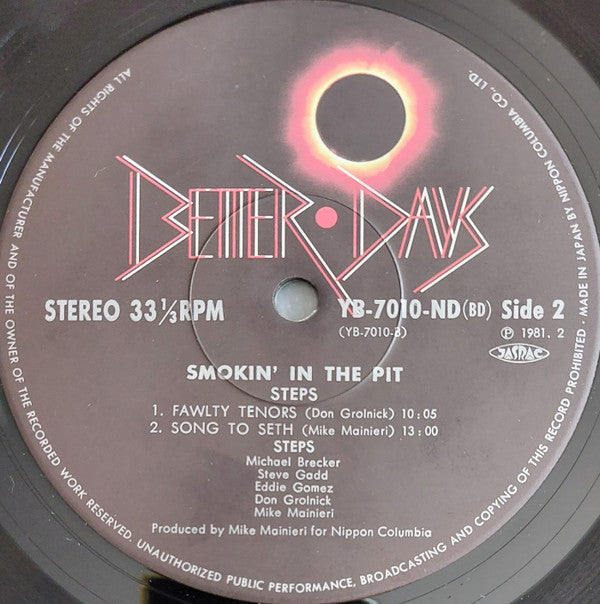 BETTER • DAYS
STEREO 33 1/3 RPM
YB-7010-ND(BD) Side 2
(YB-7010-B)
Ⓟ 1981. 2
JASRAC
SMOKIN' IN THE PIT
STEPS
1. FAWLTY TENORS (Don Grolnick) 10:05
2. SONG TO SETH (Mike Mainieri) 13:00
STEPS
Michael Brecker
Steve Gadd
Eddie Gomez
Don Grolnick
Mike Mainieri
Produced by Mike Mainieri for Nippon Columbia
ALL RIGHTS OF THE MANUFACTURER AND OF THE OWNER OF THE RECORDED WORK RESERVED. UNAUTHORIZED PUBLIC PERFORMANCE, BROADCASTING AND COPYING OF THIS RECORD PROHIBITED • MADE IN JAPAN BY NIPPON COLUMBIA CO., LTD.